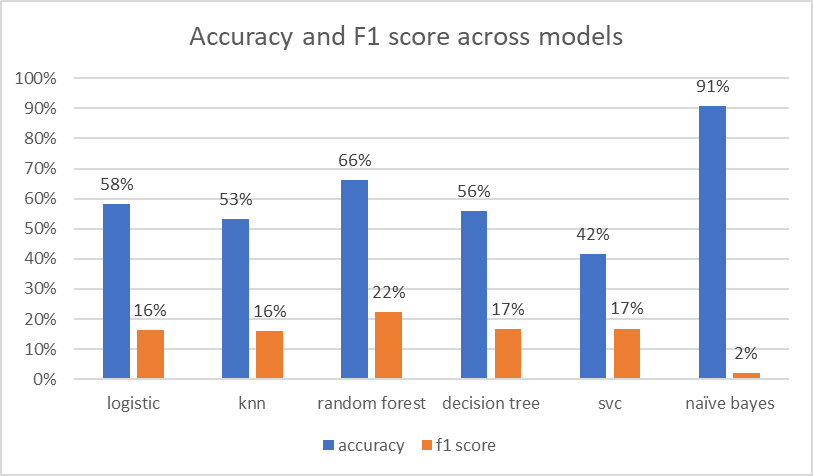 Accuracy and F1 score across models
100%
90%
80%
70%
60%
50%
40%
30%
20%
10%
0%
58%
16%
53%
16%
66%
22%
56%
17%
42%
17%
91%
2%
logistic
knn
random forest
decision tree
svc
naïve bayes
accuracy
f1 score